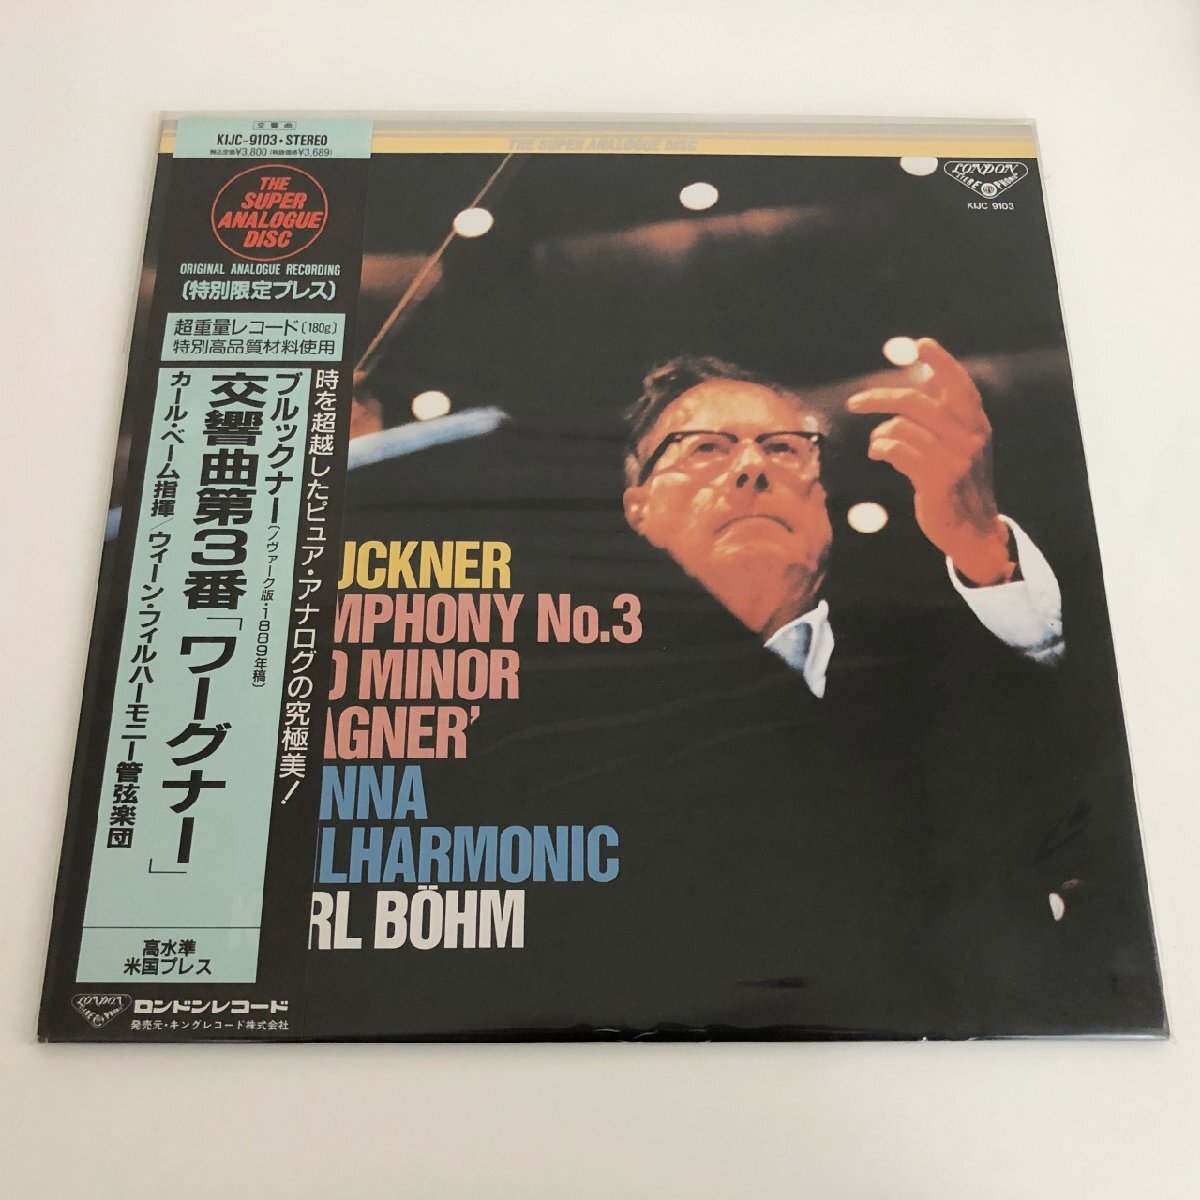 交響曲
KIJC-9103・STEREO
税込定価¥3,800(税抜価格¥3,689)
THE
SUPER
ANALOGUE
DISC
ORIGINAL ANALOGUE RECORDING
(特別限定プレス)
超重量レコード(180g)
特別高品質材料使用
時を超越したピュア・アナログの究極美!
ブルックナー
交響曲第3番「ワーグナー」
(ノヴァーク版・1889年稿)
カール・ベーム指揮/ウィーン・フィルハーモニー管弦楽団
高水準
米国プレス
LONDON
ロンドンレコード
発売元・キングレコード株式会社
THE SUPER ANALOGUE DISC
LONDON
STEREOPHONIC
KIJC 9103
UCKNER
MPHONY No.3
D MINOR
AGNER'
NNA
LHARMONIC
RL BÖHM